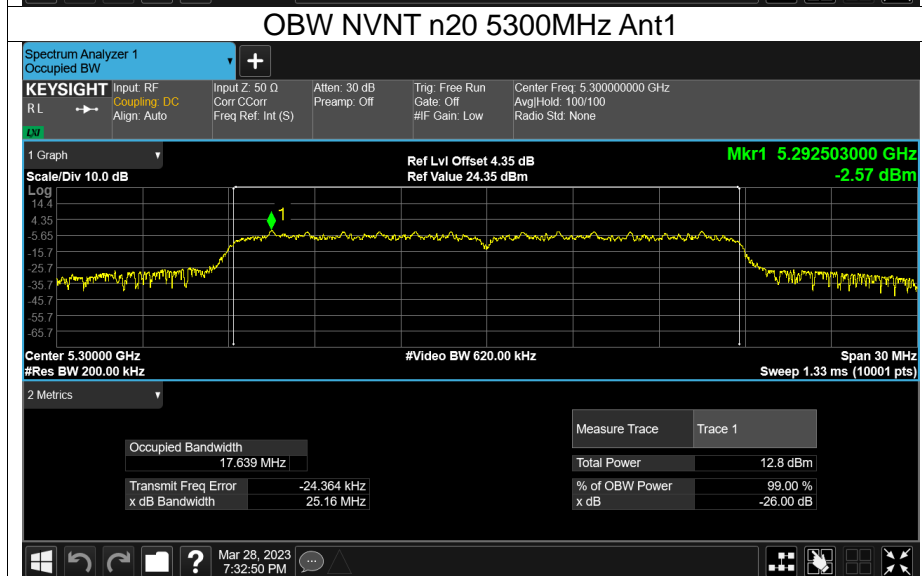 OBW NVNT n20 5300MHz Ant1
Spectrum Analyzer 1
Occupied BW
KEYSIGHT
R L
LXI
Input: RF
Coupling: DC
Align: Auto
Input Z: 50 Ω
Corr CCorr
Freq Ref: Int (S)
Atten: 30 dB
Preamp: Off
Trig: Free Run
Gate: Off
#IF Gain: Low
Center Freq: 5.300000000 GHz
Avg|Hold: 100/100
Radio Std: None
1 Graph
Scale/Div 10.0 dB
Ref Lvl Offset 4.35 dB
Ref Value 24.35 dBm
Mkr1 5.292503000 GHz
-2.57 dBm
Log
14.4
4.35
-5.65
-15.7
-25.7
-35.7
-45.7
-55.7
-65.7
1
Center 5.30000 GHz
#Res BW 200.00 kHz
#Video BW 620.00 kHz
Span 30 MHz
Sweep 1.33 ms (10001 pts)
2 Metrics
Measure Trace Trace 1
Occupied Bandwidth
17.639 MHz
Total Power 12.8 dBm
Transmit Freq Error -24.364 kHz
% of OBW Power 99.00 %
x dB Bandwidth 25.16 MHz
x dB -26.00 dB
?
Mar 28, 2023
7:32:50 PM